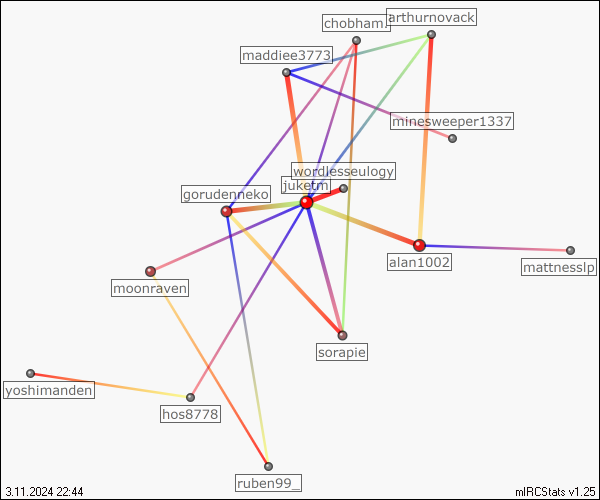 chobham.
arthurnovack
maddiee3773
minesweeper1337
wordlesseulogy
juketm
gorudenneko
alan1002
mattnesslp
moonraven
sorapie
yoshimanden
hos8778
ruben99_
3.11.2024 22:44
mIRCStats v1.25